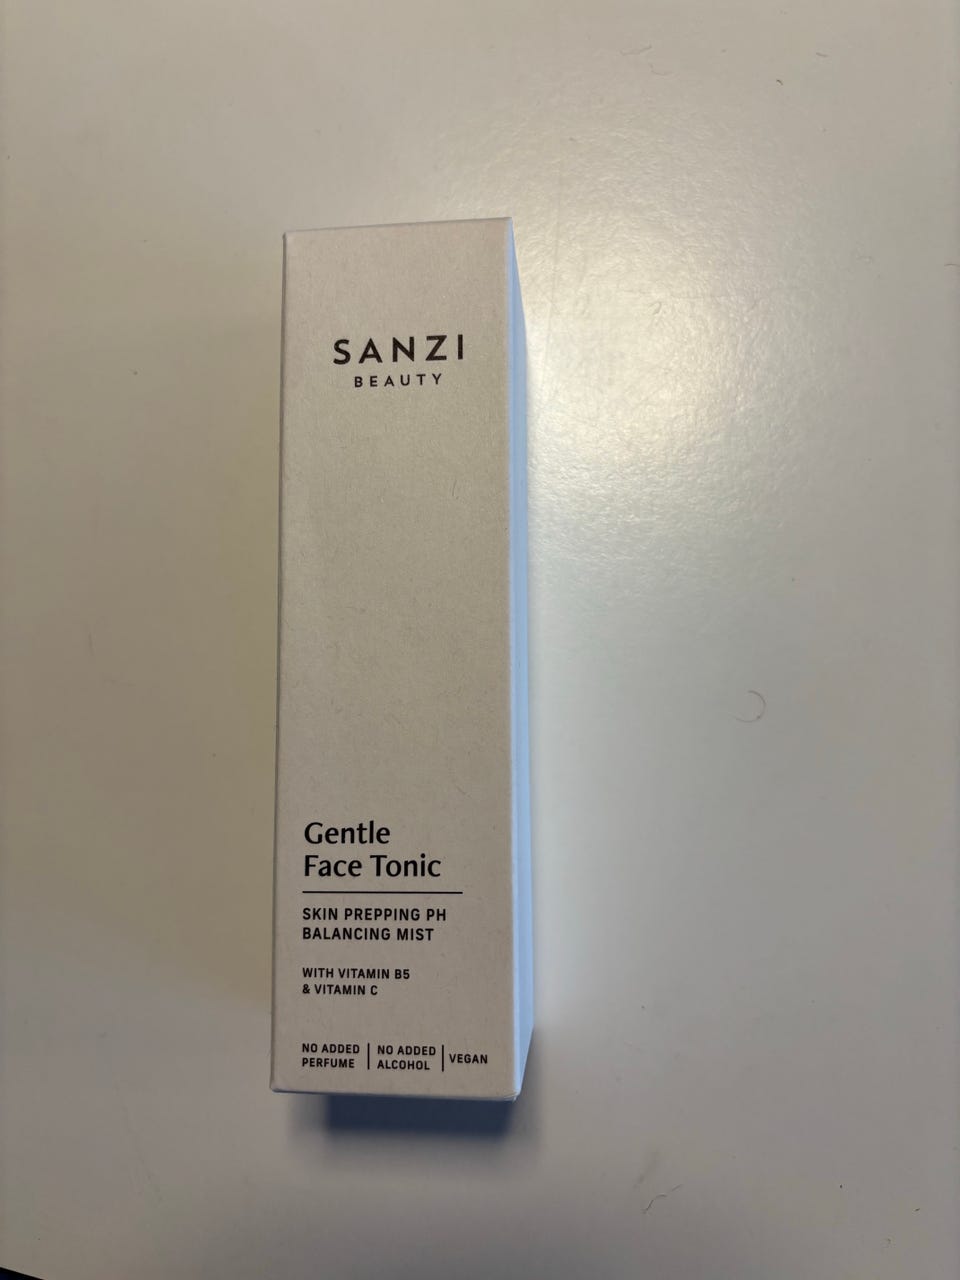 SANZI
BEAUTY
Gentle
Face Tonic
SKIN PREPPING PH
BALANCING MIST
WITH VITAMIN B5
& VITAMIN C
NO ADDED PERFUME | NO ADDED ALCOHOL | VEGAN